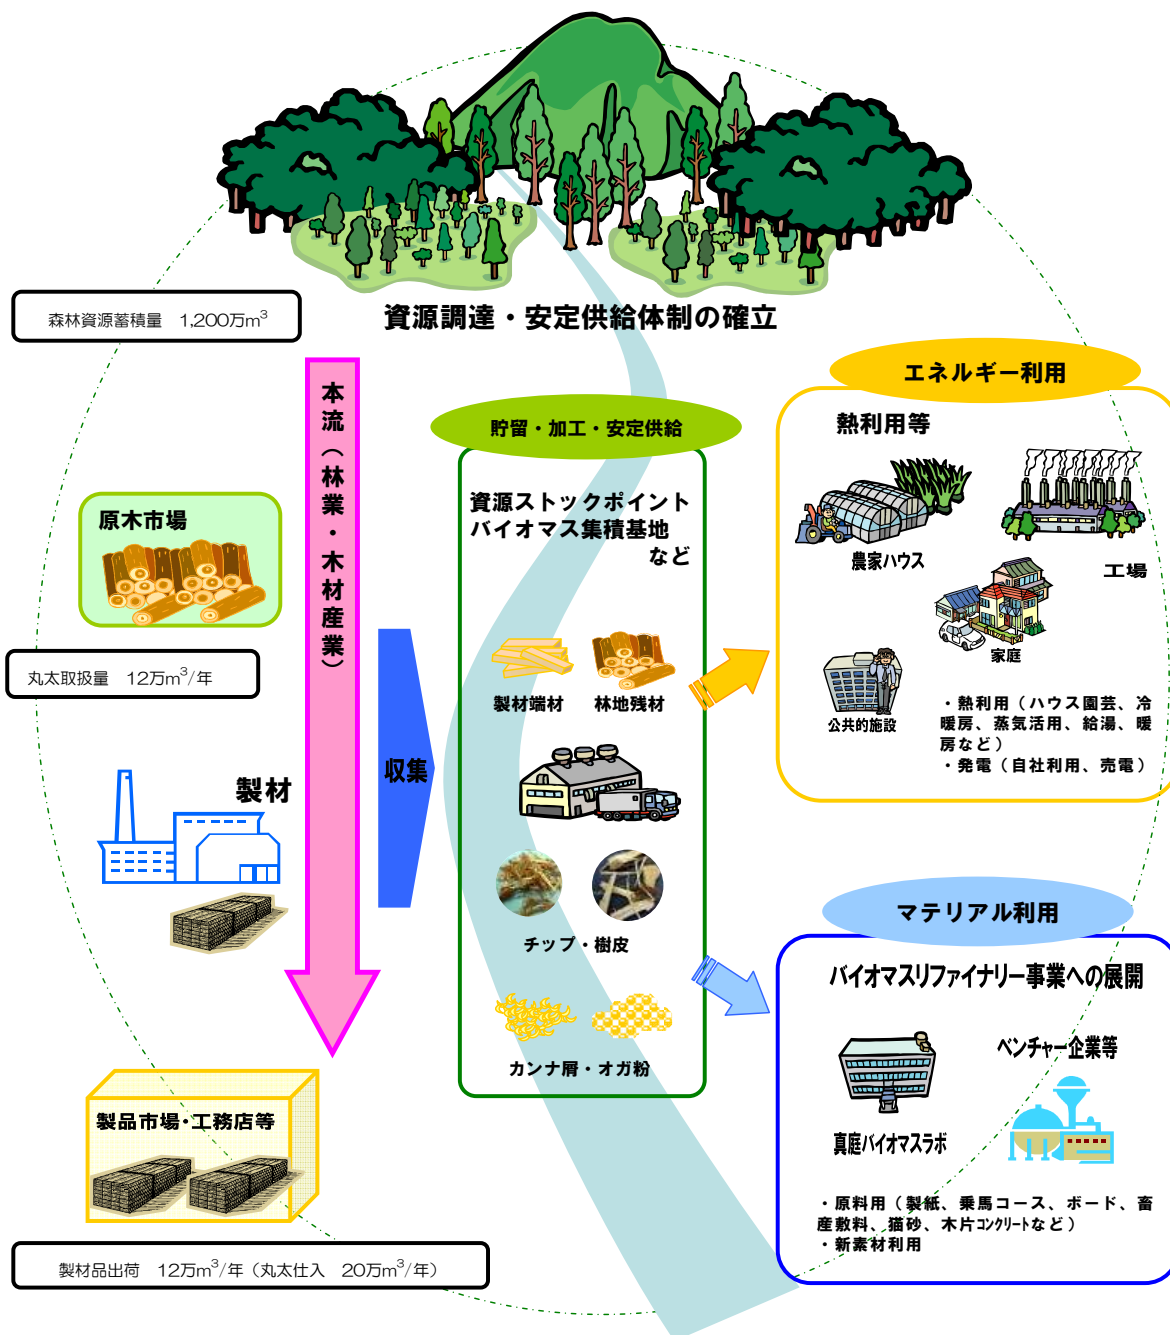 森林資源蓄積量 1,200万m³
資源調達・安定供給体制の確立
本流（林業・木材産業）
原木市場
丸太取扱量 12万m³/年
製材
収集
製品市場・工務店等
製材品出荷 12万m³/年（丸太仕入 20万m³/年）
貯留・加工・安定供給
資源ストックポイント
バイオマス集積基地
など
製材端材
林地残材
チップ・樹皮
カンナ屑・オガ粉
エネルギー利用
熱利用等
農家ハウス
工場
家庭
公共的施設
・熱利用（ハウス園芸、冷
暖房、蒸気活用、給湯、暖
房など）
・発電（自社利用、売電）
マテリアル利用
バイオマスリファイナリー事業への展開
ベンチャー企業等
真庭バイオマスラボ
・原料用（製紙、乗馬コース、ボード、畜
産敷料、猫砂、木片コンクリートなど）
・新素材利用